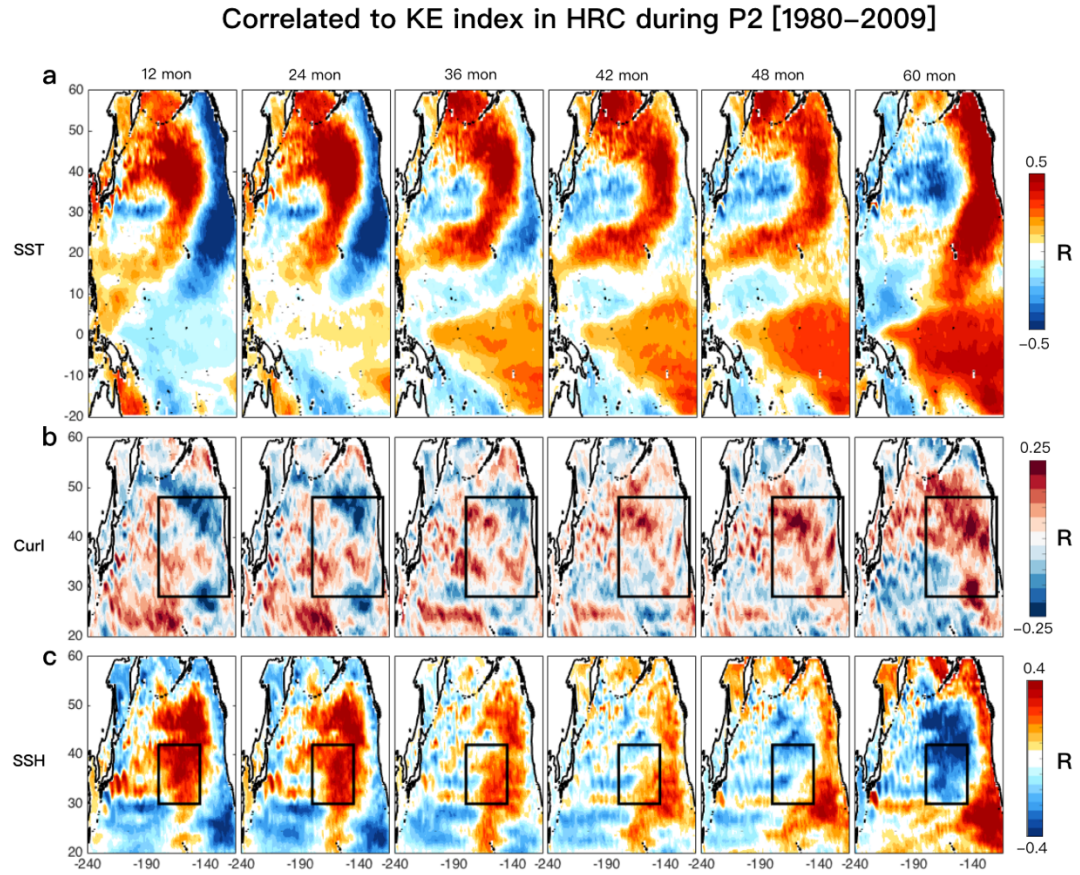 Correlated to KE index in HRC during P2 [1980–2009]
a
12 mon 24 mon 36 mon 42 mon 48 mon 60 mon
60
50
40
30
20
10
0
-10
-20
SST
0.5
R
−0.5
b
60
50
40
30
20
Curl
0.25
R
−0.25
c
60
50
40
30
20
SSH
0.4
R
−0.4
-240 -190 -140 -240 -190 -140 -240 -190 -140 -240 -190 -140 -240 -190 -140 -240 -190 -140